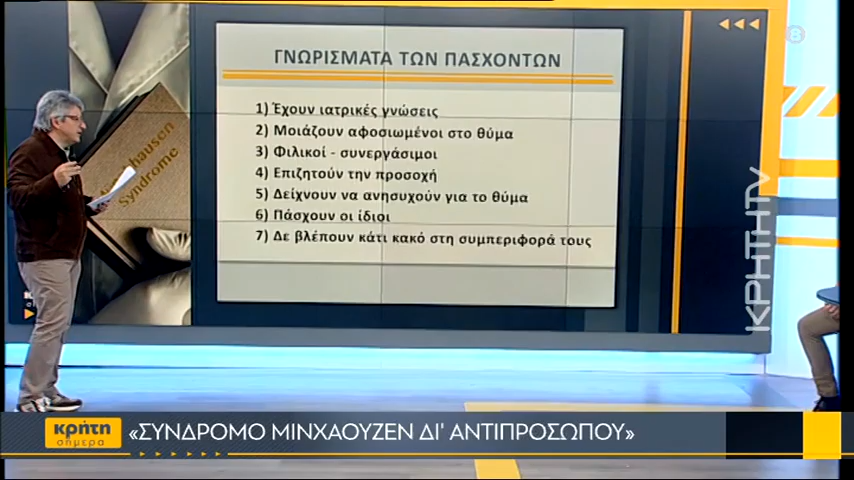 ΓΝΩΡΙΣΜΑΤΑ ΤΩΝ ΠΑΣΧΟΝΤΩΝ
1) Έχουν ιατρικές γνώσεις
2) Μοιάζουν αφοσιωμένοι στο θύμα
3) Φιλικοί - συνεργάσιμοι
4) Επιζητούν την προσοχή
5) Δείχνουν να ανησυχούν για το θύμα
6) Πάσχουν οι ίδιοι
7) Δε βλέπουν κάτι κακό στη συμπεριφορά τους
Syndrome
ΚΡΗΤΗTV
κρήτη
σήμερα
«ΣΥΝΔΡΟΜΟ ΜΙΝΧΑΟΥΖΕΝ ΔΙ' ΑΝΤΙΠΡΟΣΩΠΟΥ»